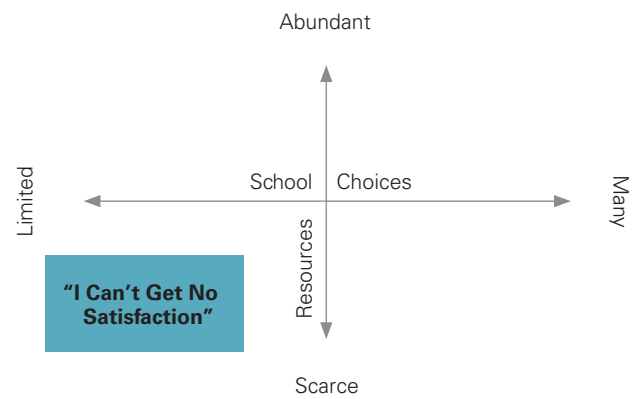 Abundant
Limited
School Choices
Many
Resources
“I Can’t Get No
Satisfaction”
Scarce